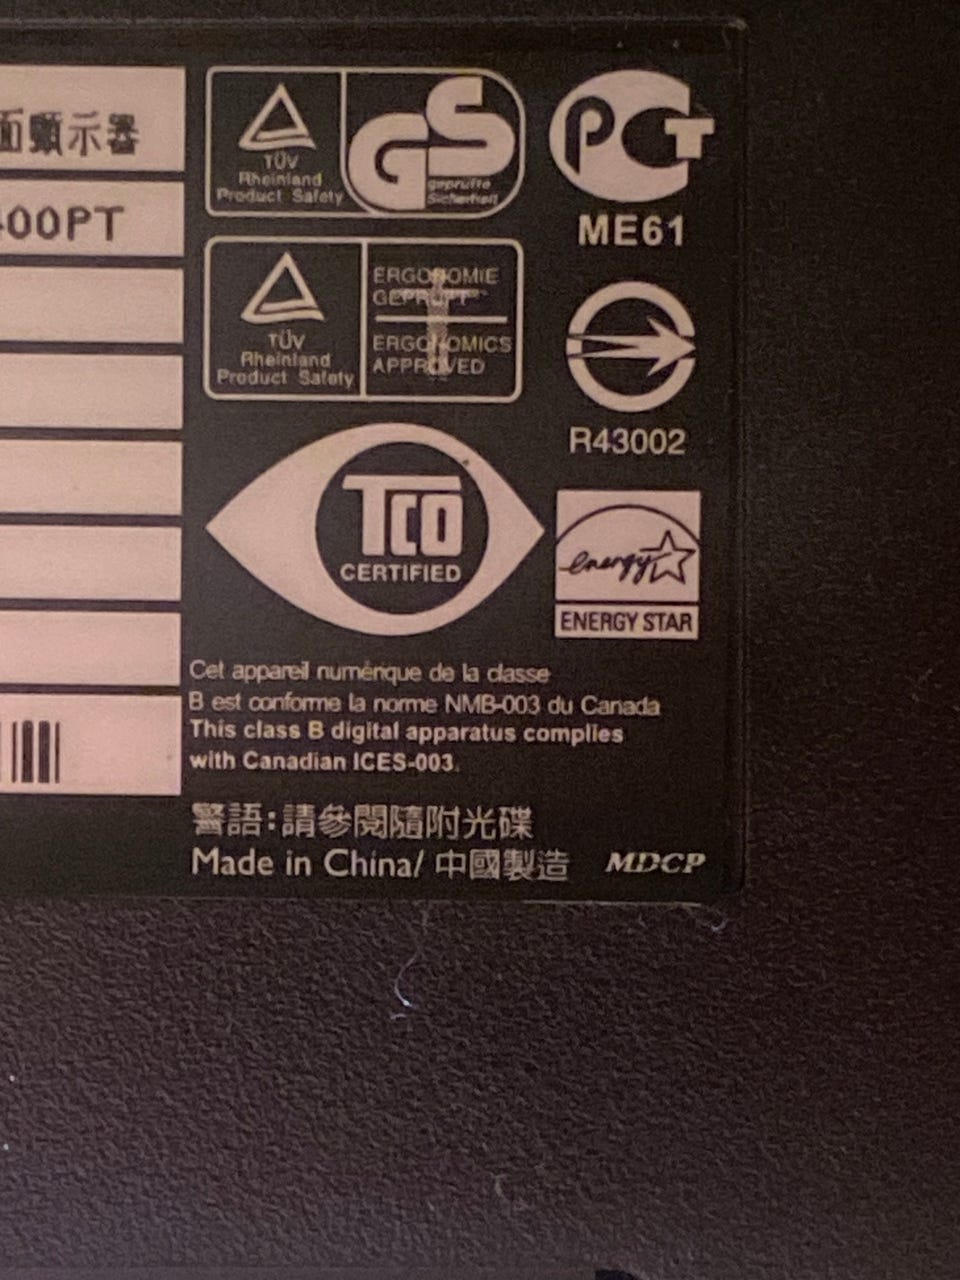 面顯示器
400PT
TÜV
Rheinland
Product Safety
GS
geprüfte
Sicherheit
PCT
ME61
TÜV
Rheinland
Product Safety
ERGONOMIE
GEPRÜFT
ERGONOMICS
APPROVED
R43002
TCO
CERTIFIED
energy
ENERGY STAR
Cet appareil numérique de la classe
B est conforme la norme NMB-003 du Canada
This class B digital apparatus complies
with Canadian ICES-003.
警語:請參閱隨附光碟
Made in China/ 中國製造 MDCP